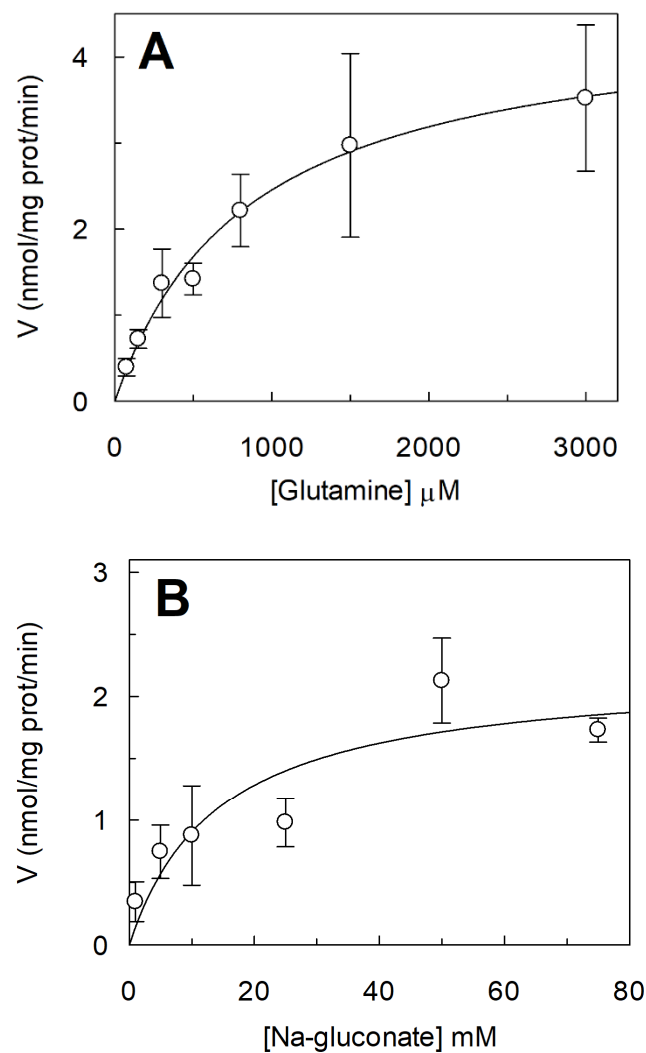 A
V (nmol/mg prot/min)
4
2
0
0 1000 2000 3000
[Glutamine] μM
B
V (nmol/mg prot/min)
3
2
1
0
0 20 40 60 80
[Na-gluconate] mM